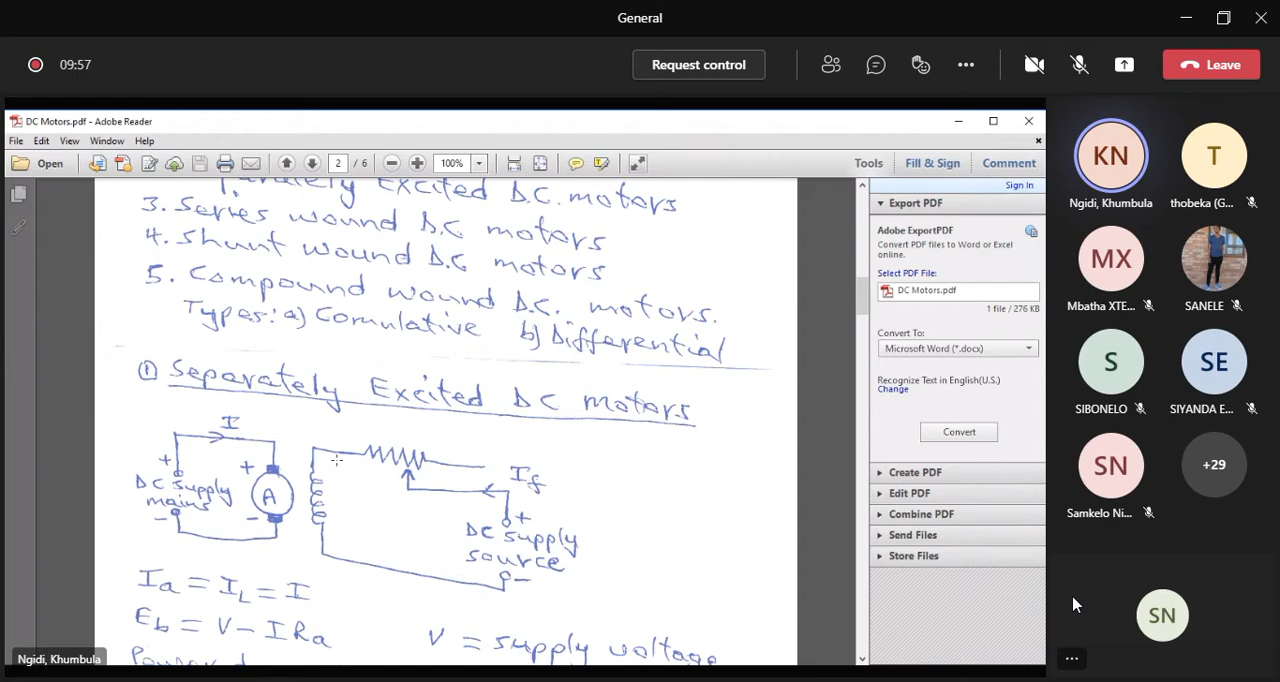 General
09:57
Request control
Leave
DC Motors.pdf - Adobe Reader
File Edit View Window Help
Open
2 / 6
100%
Tools Fill & Sign Comment
Excited D.C. motors
3. Series wound D.C motors
4. Shunt wound D.C motors
5. Compound wound D.C. motors.
Types: a) Comulative b) Differential
① Separately Excited DC motors
I
+ +
DC supply
mains
A
- -
If
+
DC supply
source
-
Ia = IL = I
Eb = V - IRa
V = supply voltage
Ngidi, Khumbula
Sign In
Export PDF
Adobe ExportPDF
Convert PDF files to Word or Excel
online.
Select PDF File:
DC Motors.pdf
1 file / 276 KB
Convert To:
Microsoft Word (*.docx)
Recognize Text in English(U.S.)
Change
Convert
Create PDF
Edit PDF
Combine PDF
Send Files
Store Files
KN
Ngidi, Khumbula
T
thobeka (G...
MX
Mbatha XTE...
SANELE
S
SIBONELO
SE
SIYANDA E...
SN
Samkelo Ni...
+29
SN